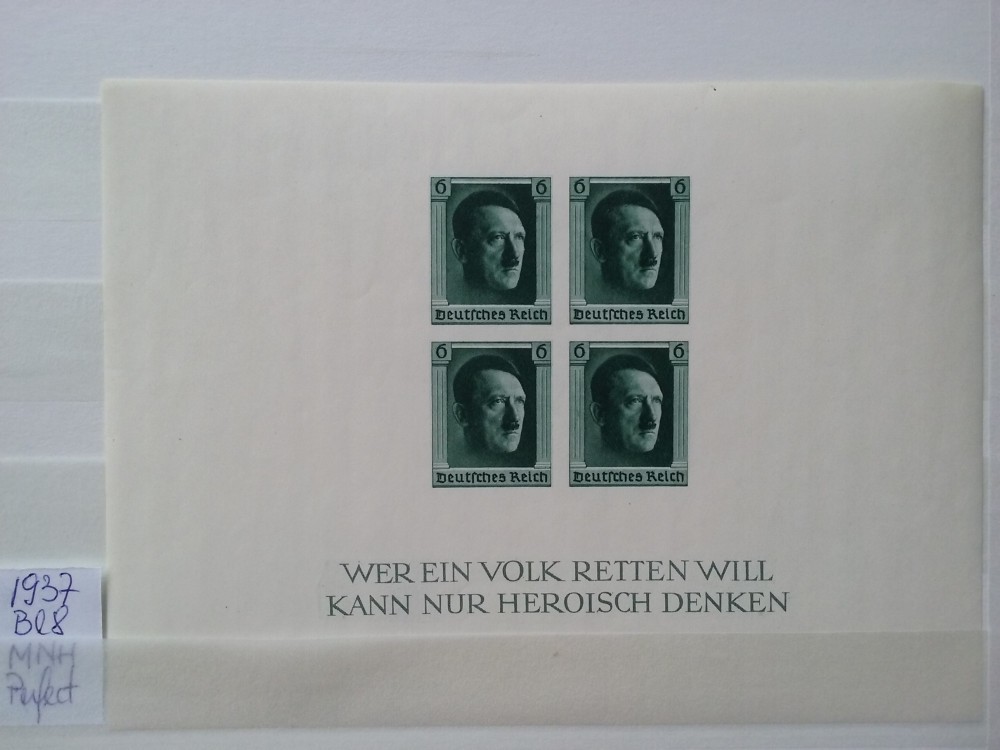 6 6 6 6
Deutsches Reich Deutsches Reich
6 6 6 6
Deutsches Reich Deutsches Reich
WER EIN VOLK RETTEN WILL
KANN NUR HEROISCH DENKEN
1937
Bl8
MNH
Perfect